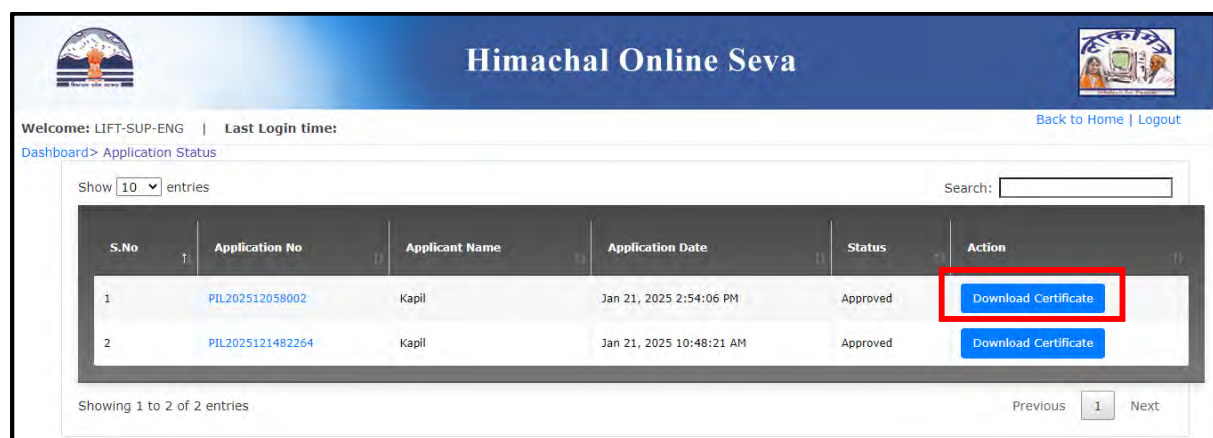 Himachal Online Seva
लोकमित्र
Welcome: LIFT-SUP-ENG | Last Login time:
Back to Home | Logout
Dashboard> Application Status
Show 10 entries
Search:
S.No Application No Applicant Name Application Date Status Action
1 PIL202512058002 Kapil Jan 21, 2025 2:54:06 PM Approved Download Certificate
2 PIL2025121482264 Kapil Jan 21, 2025 10:48:21 AM Approved Download Certificate
Showing 1 to 2 of 2 entries
Previous 1 Next